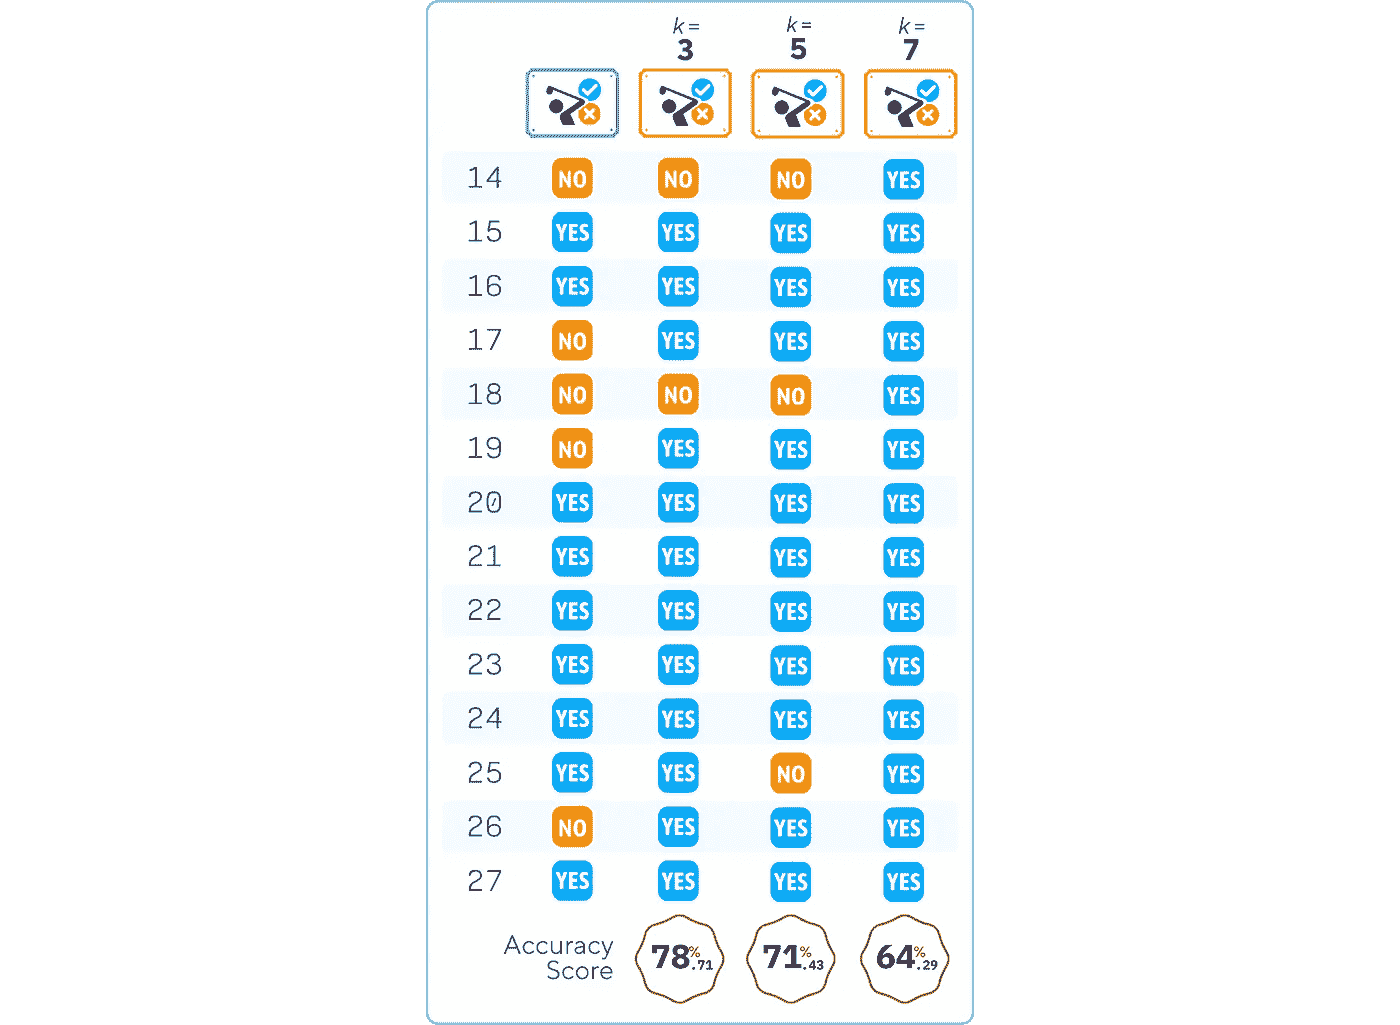 k= k= k=
3 5 7
14 NO NO NO YES
15 YES YES YES YES
16 YES YES YES YES
17 NO YES YES YES
18 NO NO NO YES
19 NO YES YES YES
20 YES YES YES YES
21 YES YES YES YES
22 YES YES YES YES
23 YES YES YES YES
24 YES YES YES YES
25 YES YES NO YES
26 NO YES YES YES
27 YES YES YES YES
Accuracy Score 78%.71 71%.43 64%.29